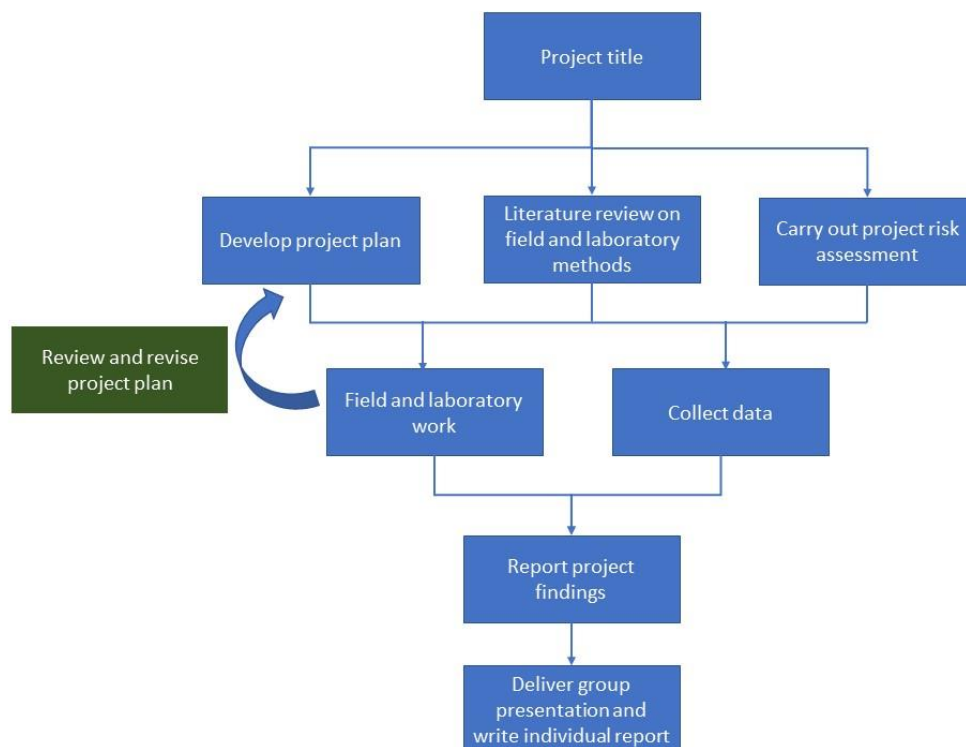 Project title
Develop project plan
Literature review on
field and laboratory
methods
Carry out project risk
assessment
Review and revise
project plan
Field and laboratory
work
Collect data
Report project
findings
Deliver group
presentation and
write individual report